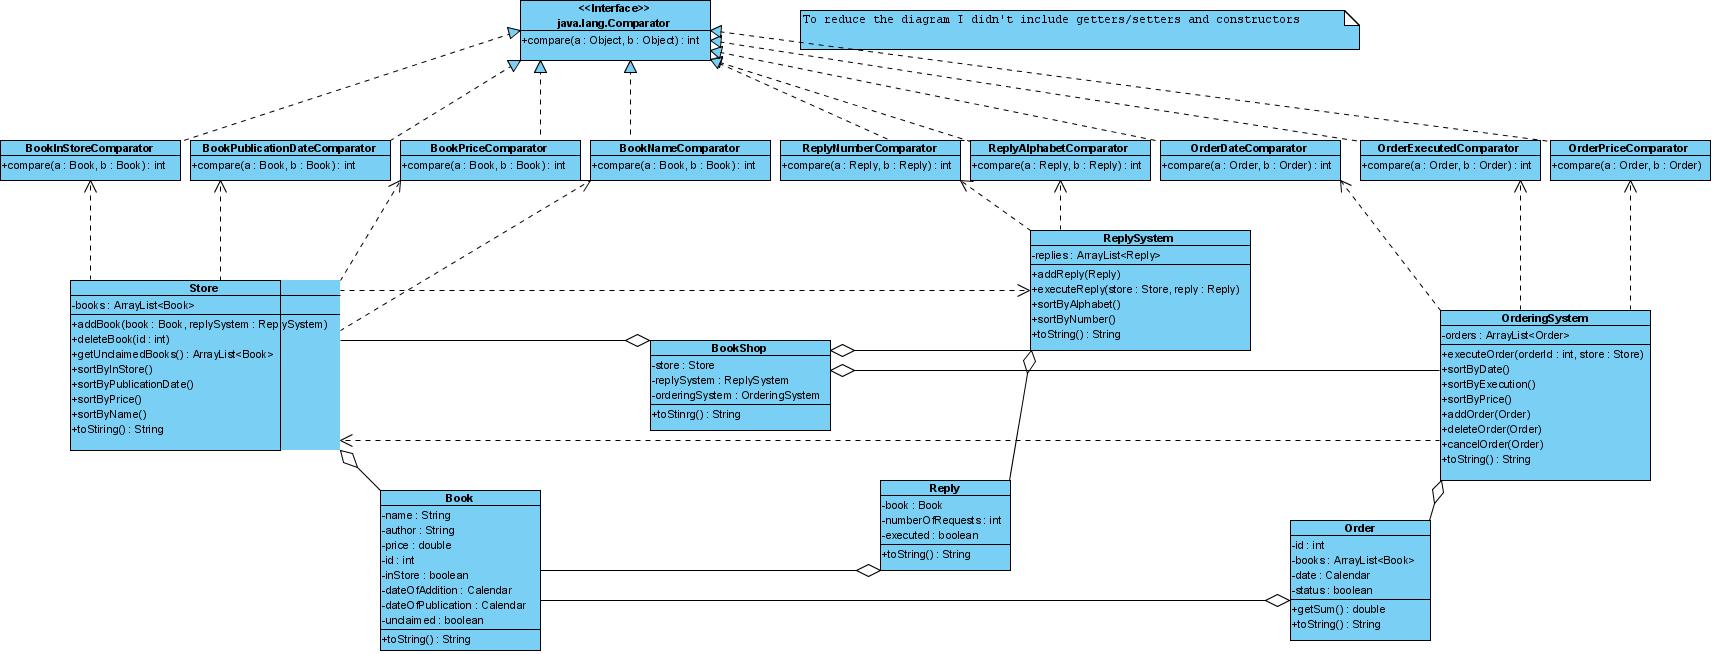 <<Interface>>
java.lang.Comparator
+compare(a : Object, b : Object) : int
To reduce the diagram I didn't include getters/setters and constructors
BookInStoreComparator
+compare(a : Book, b : Book) : int
BookPublicationDateComparator
+compare(a : Book, b : Book) : int
BookPriceComparator
+compare(a : Book, b : Book) : int
BookNameComparator
+compare(a : Book, b : Book) : int
ReplyNumberComparator
+compare(a : Reply, b : Reply) : int
ReplyAlphabetComparator
+compare(a : Reply, b : Reply) : int
OrderDateComparator
+compare(a : Order, b : Order) : int
OrderExecutedComparator
+compare(a : Order, b : Order) : int
OrderPriceComparator
+compare(a : Order, b : Order)
Store
-books : ArrayList<Book>
+addBook(book : Book, replySystem : ReplySystem)
+deleteBook(id : int)
+getUnclaimedBooks() : ArrayList<Book>
+sortByInStore()
+sortByPublicationDate()
+sortByPrice()
+sortByName()
+toStiring() : String
ReplySystem
-replies : ArrayList<Reply>
+addReply(Reply)
+executeReply(store : Store, reply : Reply)
+sortByAlphabet()
+sortByNumber()
+toString() : String
OrderingSystem
-orders : ArrayList<Order>
+executeOrder(orderId : int, store : Store)
+sortByDate()
+sortByExecution()
+sortByPrice()
+addOrder(Order)
+deleteOrder(Order)
+cancelOrder(Order)
+toString() : String
BookShop
-store : Store
-replySystem : ReplySystem
-orderingSystem : OrderingSystem
+toStinrg() : String
Book
-name : String
-author : String
-price : double
-id : int
-inStore : boolean
-dateOfAddition : Calendar
-dateOfPublication : Calendar
-unclaimed : boolean
+toString() : String
Reply
-book : Book
-numberOfRequests : int
-executed : boolean
+toString() : String
Order
-id : int
-books : ArrayList<Book>
-date : Calendar
-status : boolean
+getSum() : double
+toString() : String